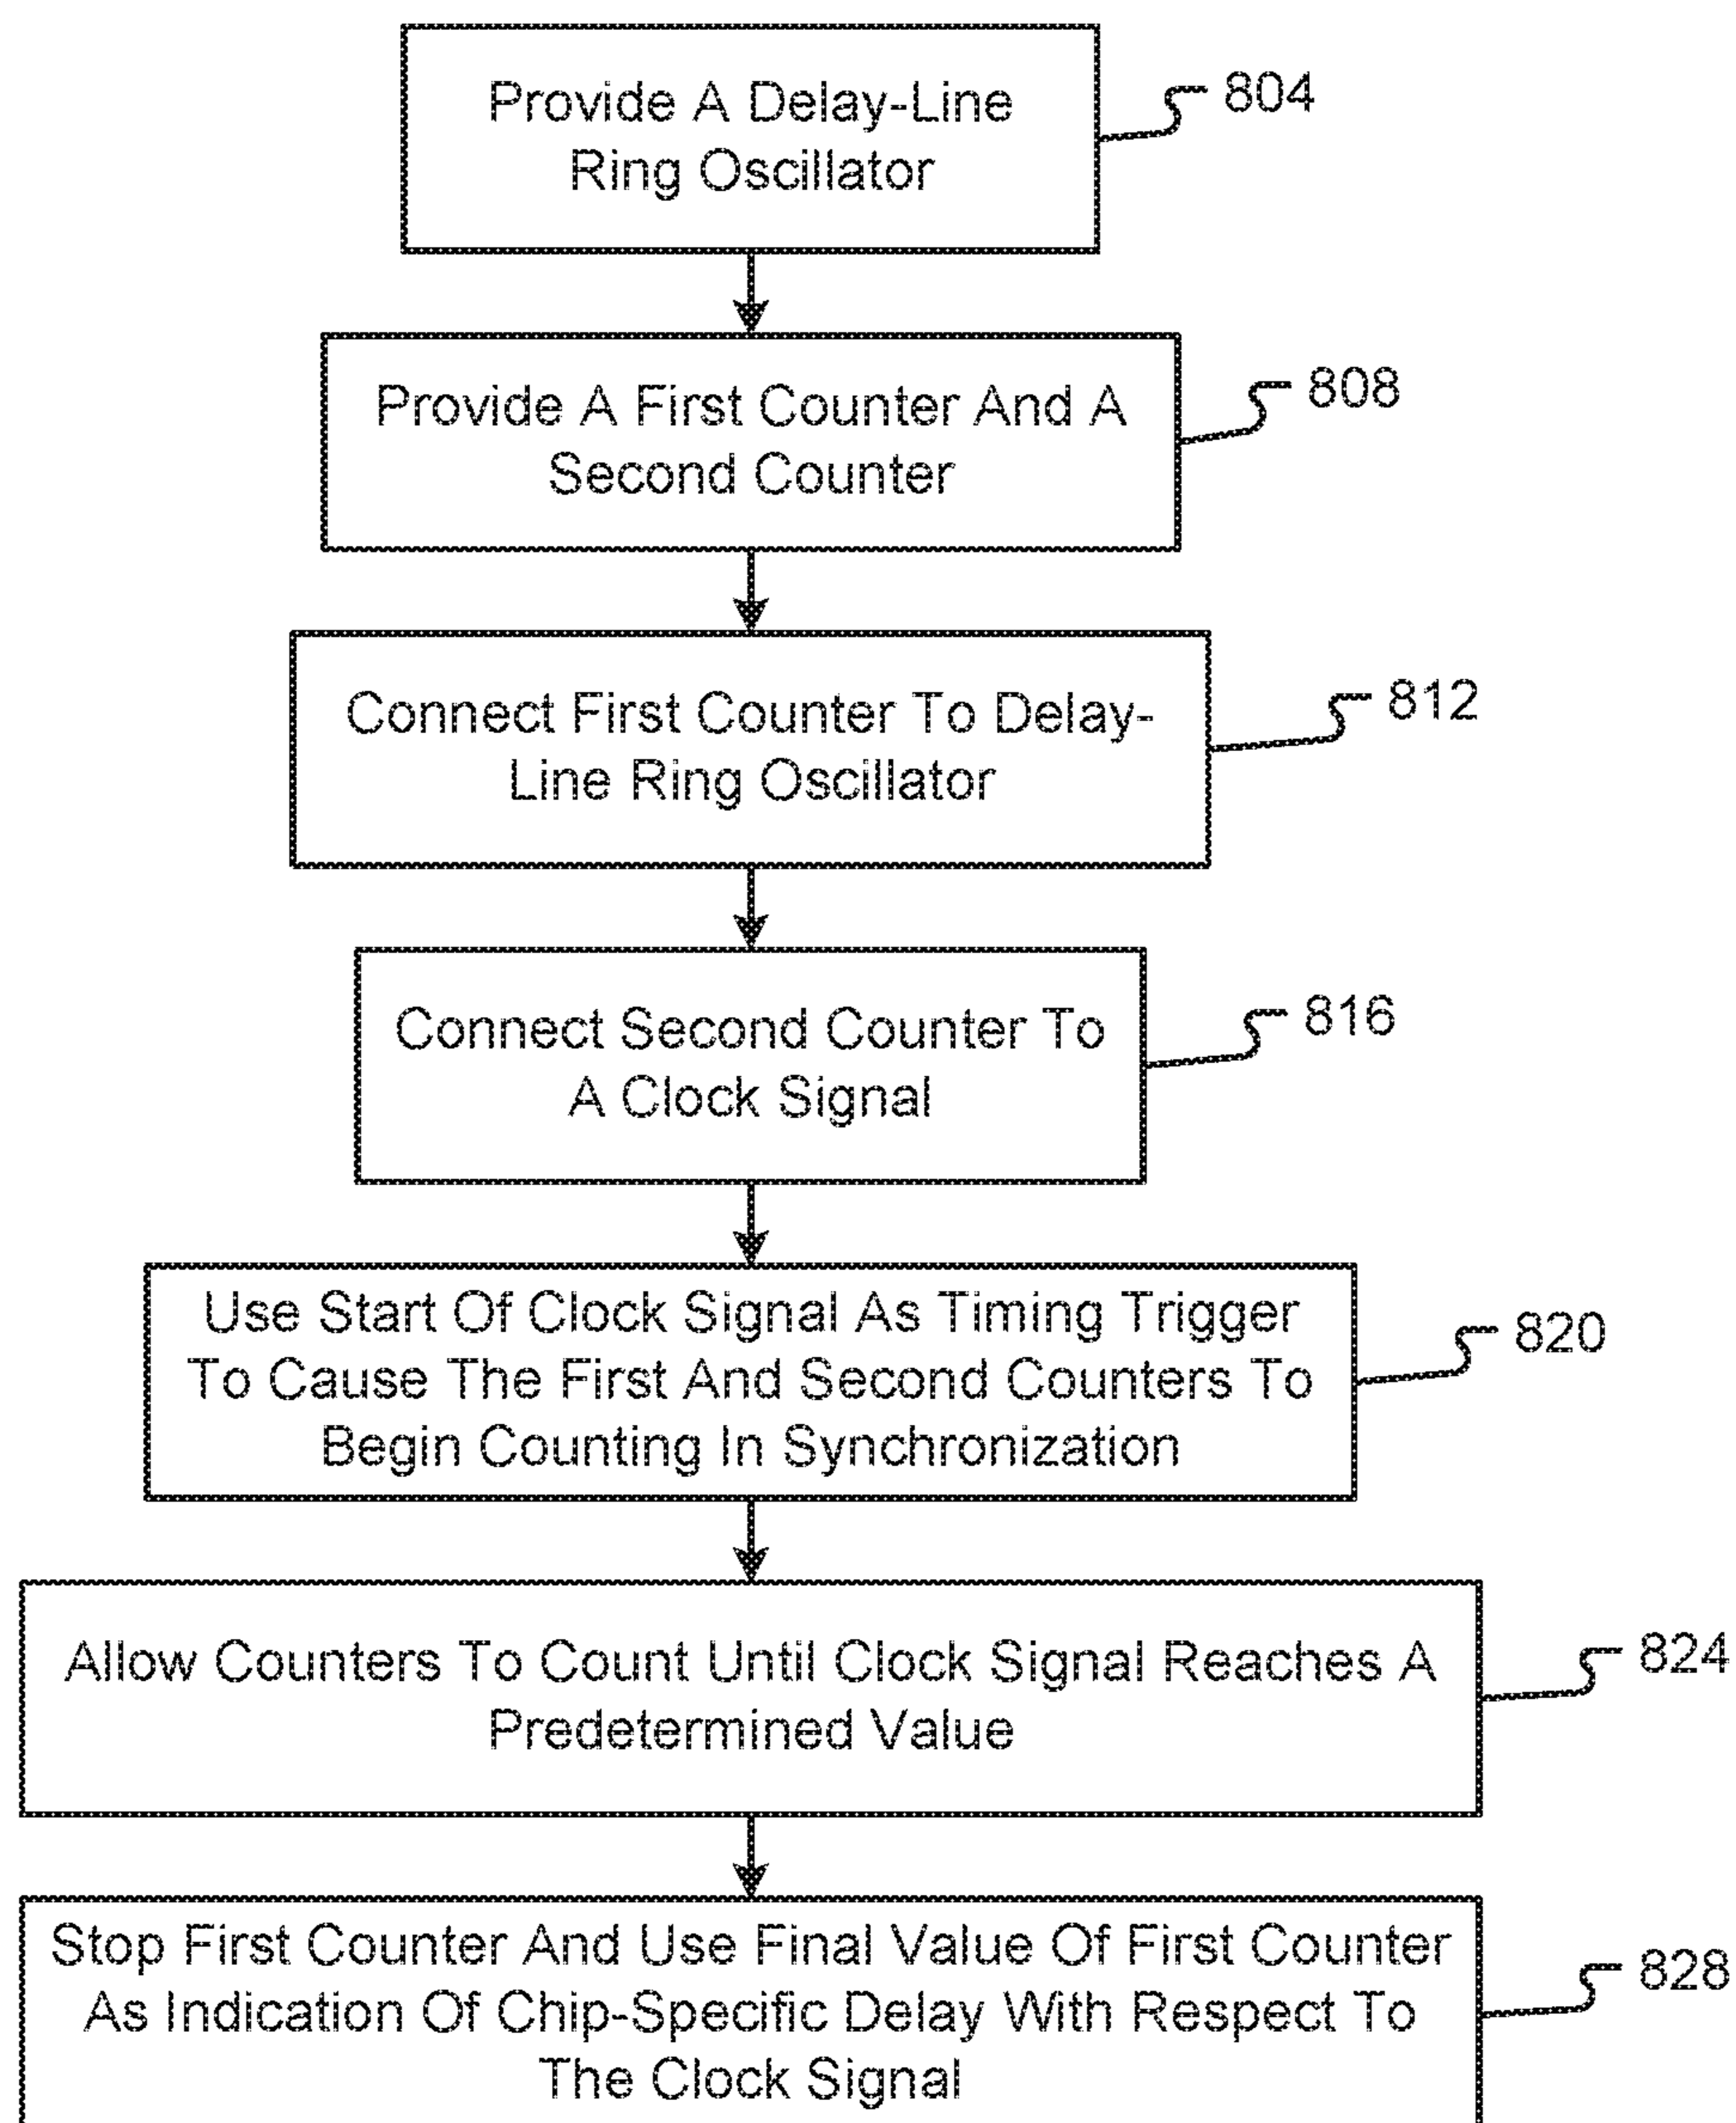 Provide A Delay-Line
Ring Oscillator
804
Provide A First Counter And A
Second Counter
808
Connect First Counter To Delay-
Line Ring Oscillator
812
Connect Second Counter To
A Clock Signal
816
Use Start Of Clock Signal As Timing Trigger
To Cause The First And Second Counters To
Begin Counting In Synchronization
820
Allow Counters To Count Until Clock Signal Reaches A
Predetermined Value
824
Stop First Counter And Use Final Value Of First Counter
As Indication Of Chip-Specific Delay With Respect To
The Clock Signal
828